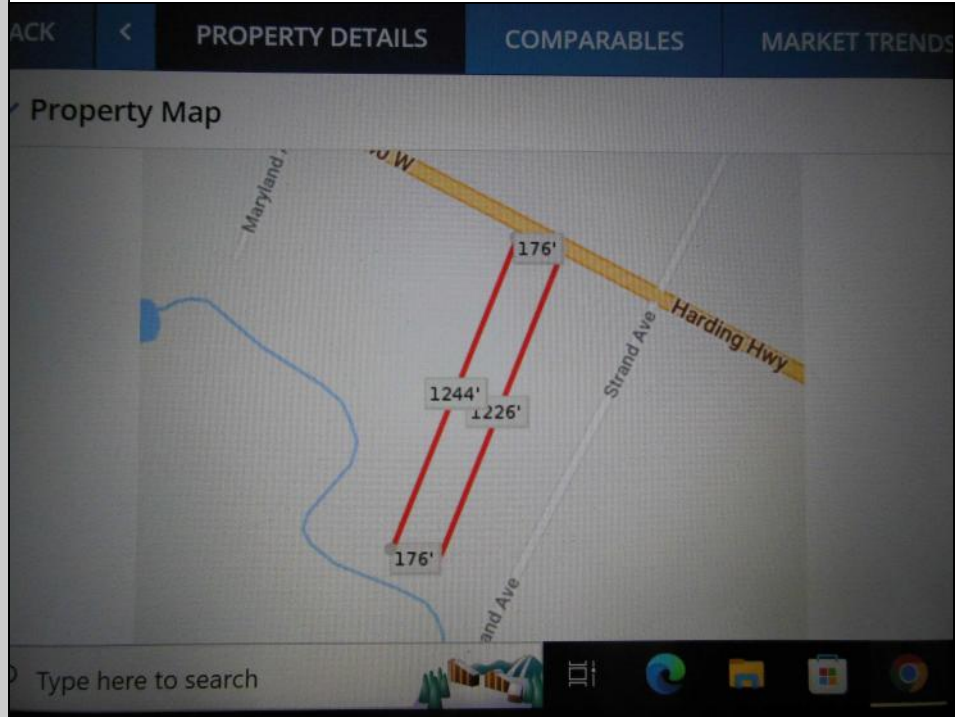 ACK < PROPERTY DETAILS COMPARABLES MARKET TRENDS
Property Map
Maryland
W
176'
Harding Hwy
Strand Ave
1244'
1226'
176'
and Ave
Type here to search